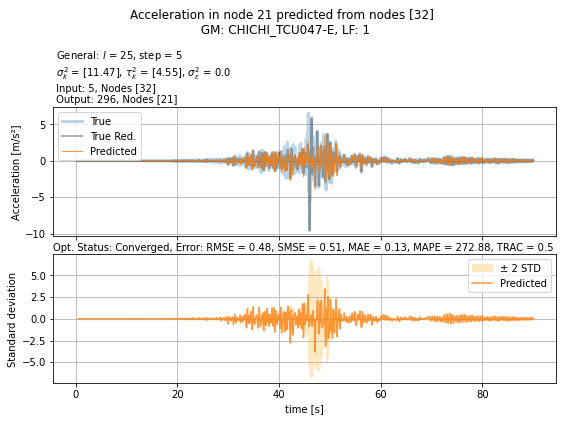 Acceleration in node 21 predicted from nodes [32]
GM: CHICHI_TCU047-E, LF: 1
General: l = 25, step = 5
σ²ₖ = [11.47], τ²ₖ = [4.55], σ²ε = 0.0
Input: 5, Nodes [32]
Output: 296, Nodes [21]
Acceleration [m/s²]
5
0
−5
−10
True
True Red.
Predicted
Opt. Status: Converged, Error: RMSE = 0.48, SMSE = 0.51, MAE = 0.13, MAPE = 272.88, TRAC = 0.5
Standard deviation
5.0
2.5
0.0
−2.5
−5.0
± 2 STD
Predicted
0 20 40 60 80
time [s]